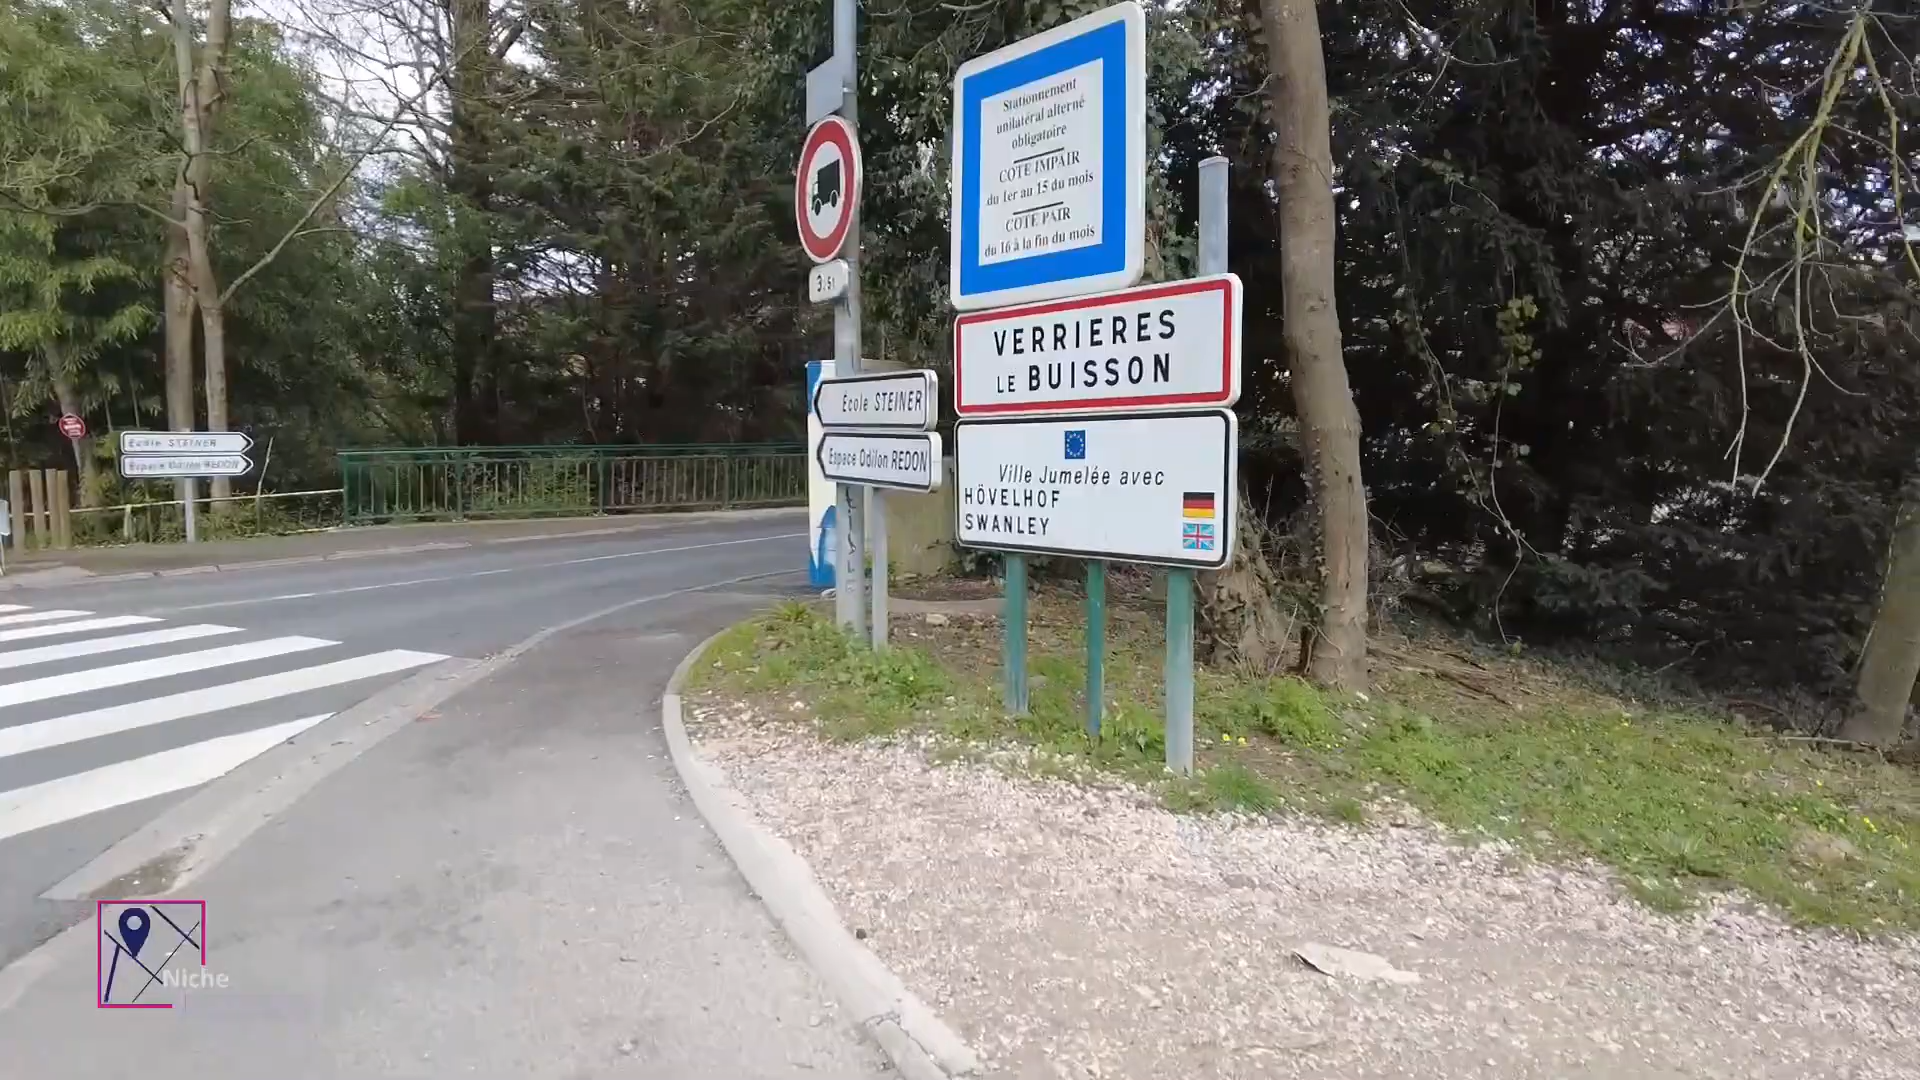 Stationnement
unilatéral alterné
obligatoire
COTE IMPAIR
du 1er au 15 du mois
COTE PAIR
du 16 à la fin du mois
3.5t
VERRIERES
LE BUISSON
École STEINER
Espace Odilon REDON
Ville Jumelée avec
HÖVELHOF
SWANLEY
École STEINER
Espace Odilon REDON
Niche